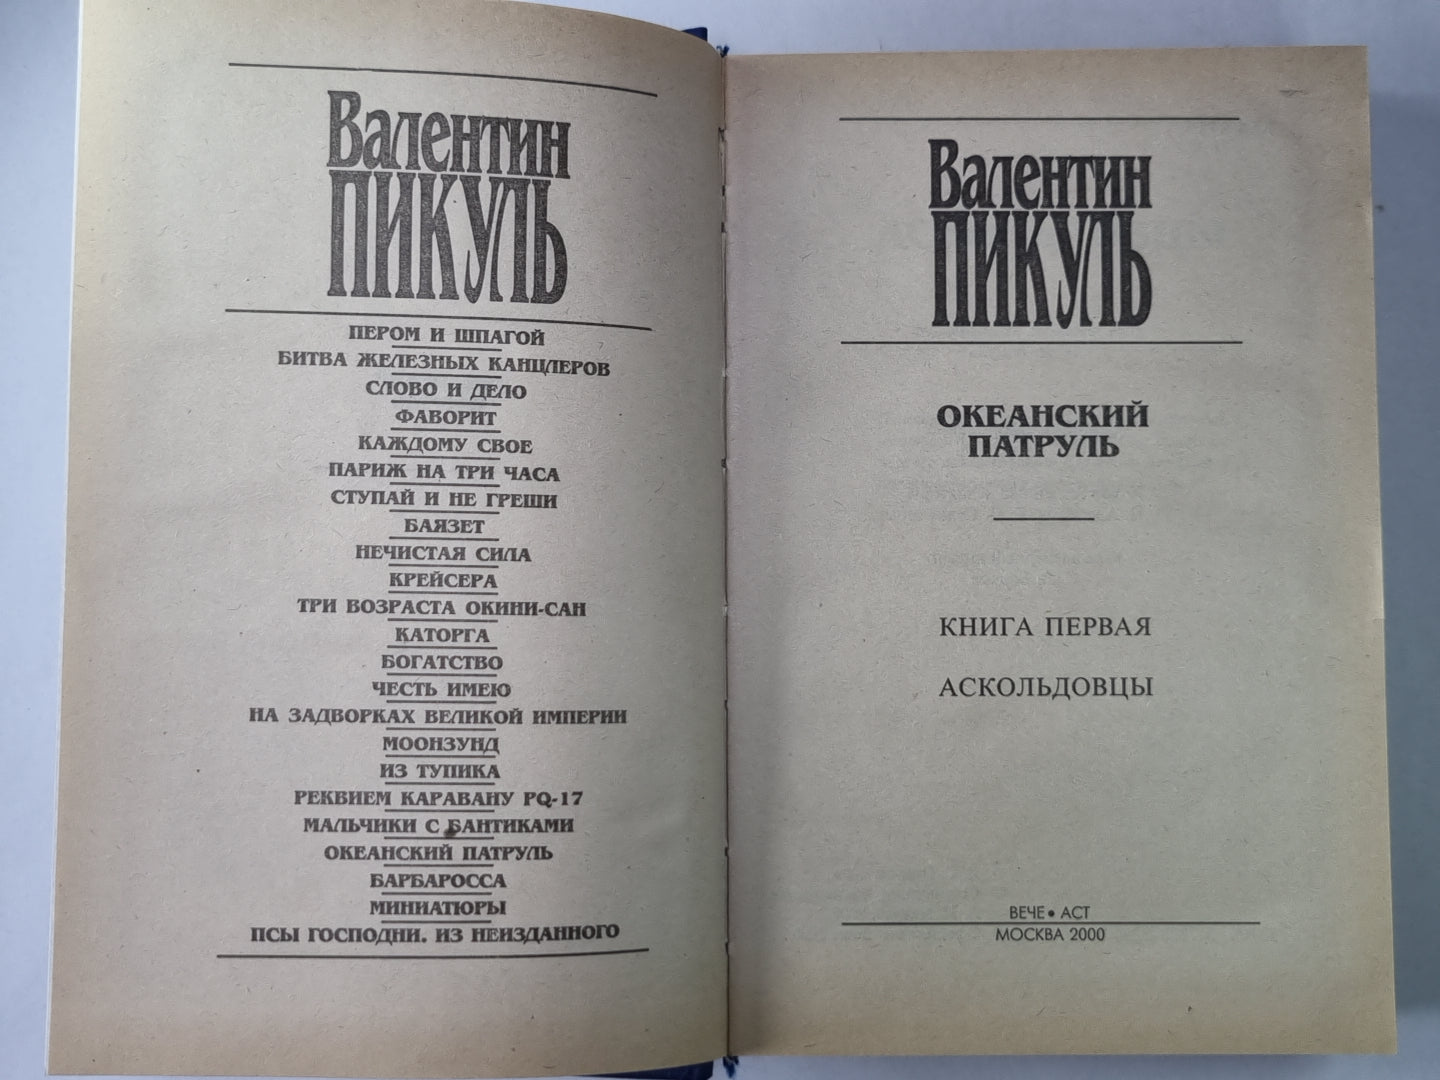 Валентин
ПИКУЛЬ
ПЕРОМ И ШПАГОЙ
БИТВА ЖЕЛЕЗНЫХ КАНЦЛЕРОВ
СЛОВО И ДЕЛО
ФАВОРИТ
КАЖДОМУ СВОЕ
ПАРИЖ НА ТРИ ЧАСА
СТУПАЙ И НЕ ГРЕШИ
БАЯЗЕТ
НЕЧИСТАЯ СИЛА
КРЕЙСЕРА
ТРИ ВОЗРАСТА ОКИНИ-САН
КАТОРГА
БОГАТСТВО
ЧЕСТЬ ИМЕЮ
НА ЗАДВОРКАХ ВЕЛИКОЙ ИМПЕРИИ
МООНЗУНД
ИЗ ТУПИКА
РЕКВИЕМ КАРАВАНУ PQ-17
МАЛЬЧИКИ С БАНТИКАМИ
ОКЕАНСКИЙ ПАТРУЛЬ
БАРБАРОССА
МИНИАТЮРЫ
ПСЫ ГОСПОДНИ. ИЗ НЕИЗДАННОГО
Валентин
ПИКУЛЬ
ОКЕАНСКИЙ
ПАТРУЛЬ
КНИГА ПЕРВАЯ
АСКОЛЬДОВЦЫ
ВЕЧЕ • АСТ
МОСКВА 2000